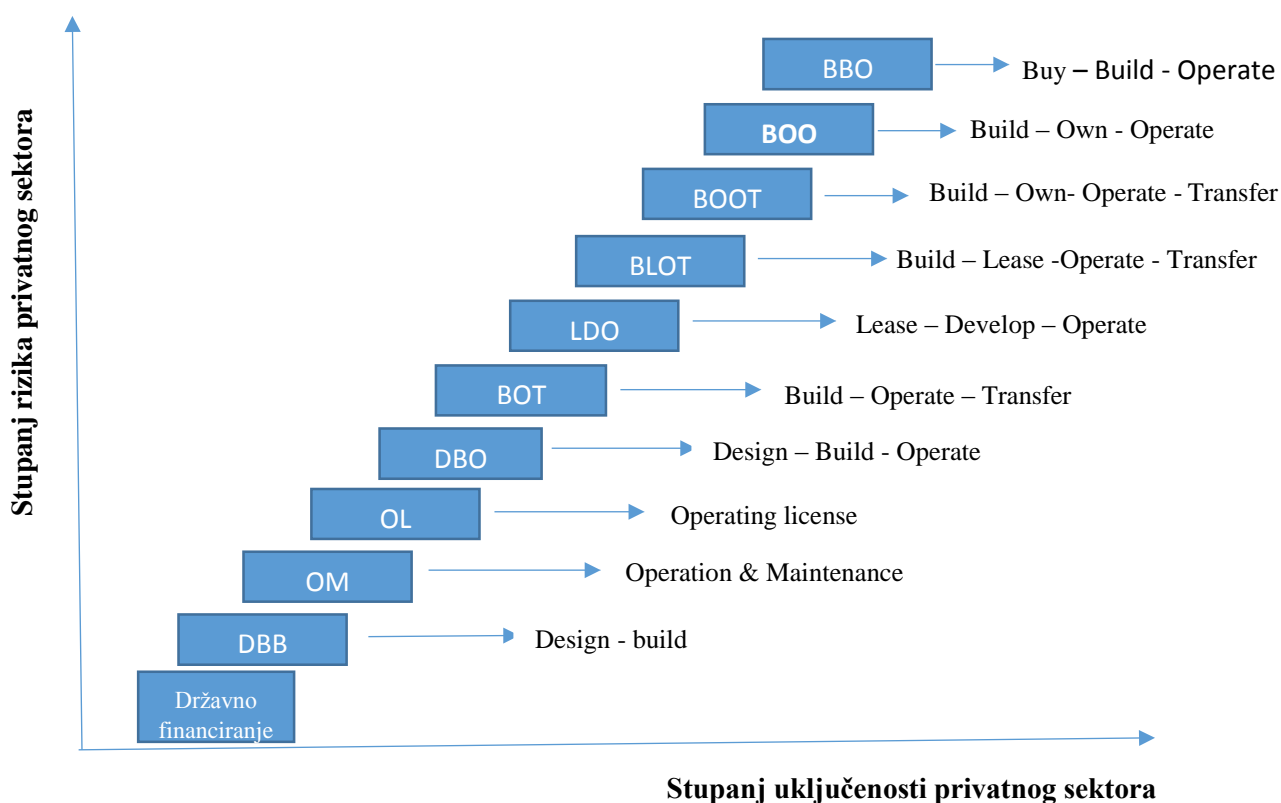 Stupanj rizika privatnog sektora
BBO
Buy – Build - Operate
BOO
Build – Own - Operate
BOOT
Build – Own- Operate - Transfer
BLOT
Build – Lease -Operate - Transfer
LDO
Lease – Develop – Operate
BOT
Build – Operate – Transfer
DBO
Design – Build - Operate
OL
Operating license
OM
Operation & Maintenance
DBB
Design - build
Državno
financiranje
Stupanj uključenosti privatnog sektora